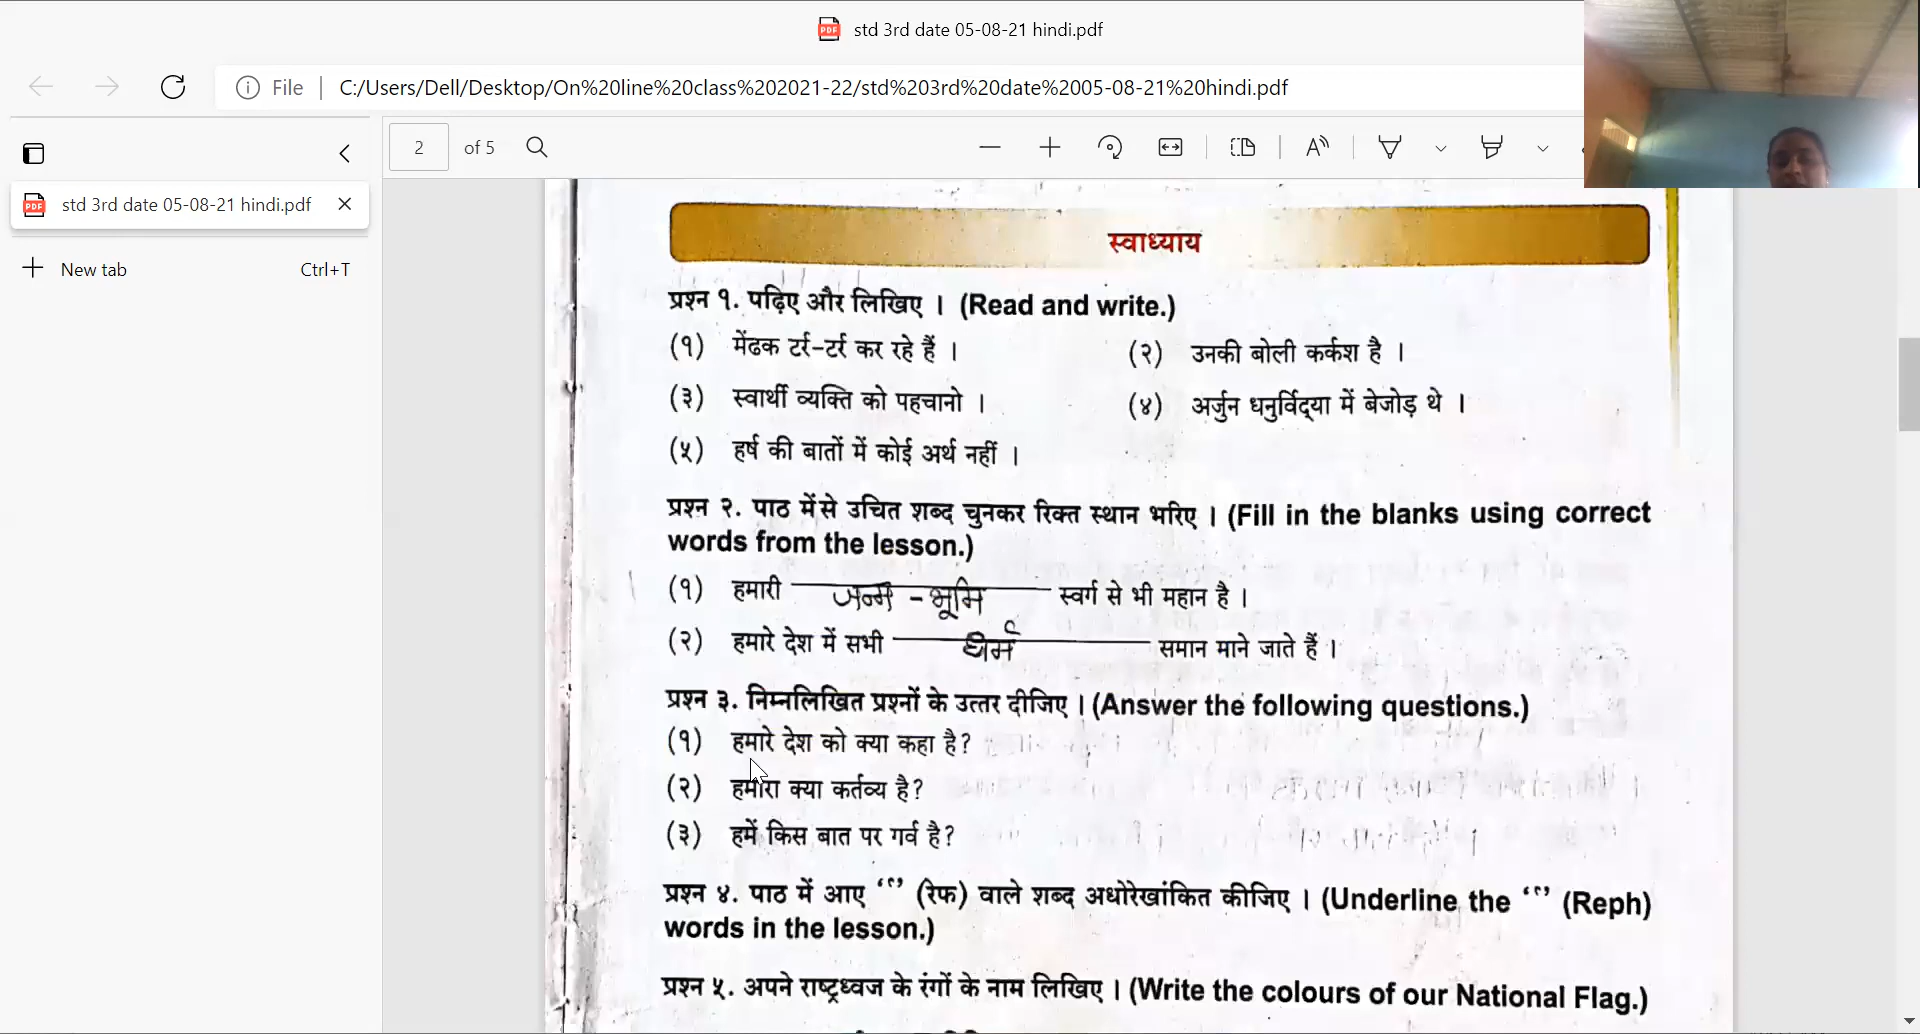 std 3rd date 05-08-21 hindi.pdf
File
C:/Users/Dell/Desktop/On%20line%20class%202021-22/std%203rd%20date%2005-08-21%20hindi.pdf
2 of 5
std 3rd date 05-08-21 hindi.pdf
New tab Ctrl+T
स्वाध्याय
प्रश्न १. पढ़िए और लिखिए । (Read and write.)
(१) मेंढक टर्र-टर्र कर रहे हैं । (२) उनकी बोली कर्कश है ।
(३) स्वार्थी व्यक्ति को पहचानो । (४) अर्जुन धनुर्विद्‌या में बेजोड़ थे ।
(५) हर्ष की बातों में कोई अर्थ नहीं ।
प्रश्न २. पाठ में से उचित शब्द चुनकर रिक्त स्थान भरिए । (Fill in the blanks using correct
words from the lesson.)
(१) हमारी जन्म - भूमि स्वर्ग से भी महान है ।
(२) हमारे देश में सभी धर्म समान माने जाते हैं ।
प्रश्न ३. निम्नलिखित प्रश्नों के उत्तर दीजिए । (Answer the following questions.)
(१) हमारे देश को क्या कहा है?
(२) हमारा क्या कर्तव्य है?
(३) हमें किस बात पर गर्व है?
प्रश्न ४. पाठ में आए ‘र्’ (रेफ) वाले शब्द अधोरेखांकित कीजिए । (Underline the ‘र्’ (Reph)
words in the lesson.)
प्रश्न ५. अपने राष्ट्रध्वज के रंगों के नाम लिखिए । (Write the colours of our National Flag.)